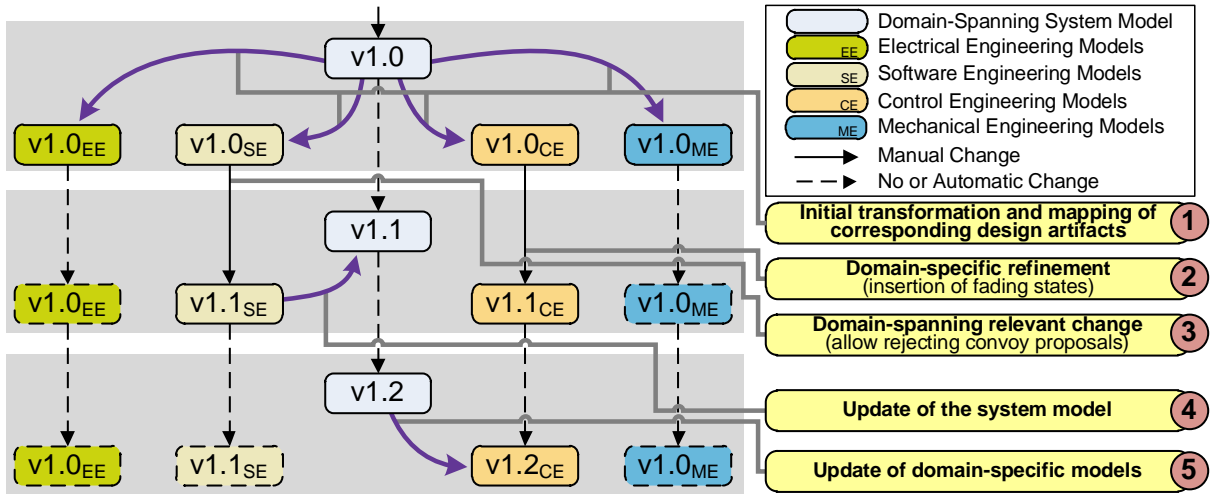 v1.0
v1.0EE
v1.0SE
v1.0CE
v1.0ME
v1.1
v1.0EE
v1.1SE
v1.1CE
v1.0ME
v1.2
v1.0EE
v1.1SE
v1.2CE
v1.0ME
Domain-Spanning System Model
EE Electrical Engineering Models
SE Software Engineering Models
CE Control Engineering Models
ME Mechanical Engineering Models
Manual Change
No or Automatic Change
Initial transformation and mapping of
corresponding design artifacts
1
Domain-specific refinement
(insertion of fading states)
2
Domain-spanning relevant change
(allow rejecting convoy proposals)
3
Update of the system model
4
Update of domain-specific models
5